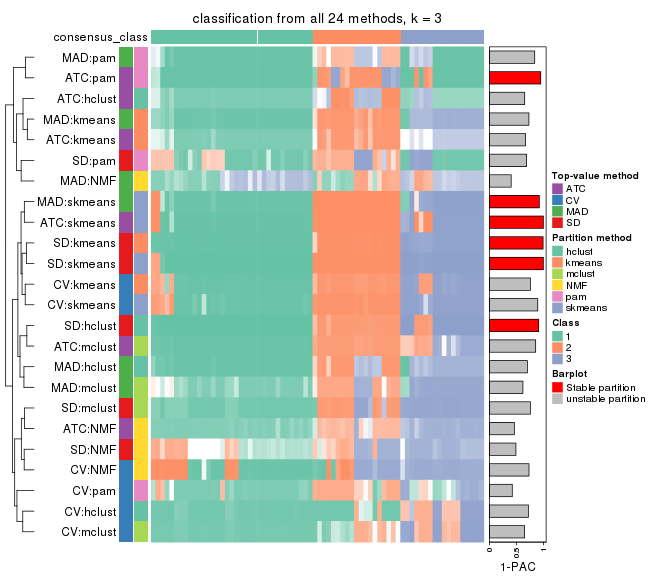 classification from all 24 methods, k = 3
consensus_class
MAD:pam
ATC:pam
ATC:hclust
MAD:kmeans
ATC:kmeans
SD:pam
MAD:NMF
MAD:skmeans
ATC:skmeans
SD:kmeans
SD:skmeans
CV:kmeans
CV:skmeans
SD:hclust
ATC:mclust
MAD:hclust
MAD:mclust
SD:mclust
ATC:NMF
SD:NMF
CV:NMF
CV:pam
CV:hclust
CV:mclust
0
0.5
1
1-PAC
Top-value method
ATC
CV
MAD
SD
Partition method
hclust
kmeans
mclust
NMF
pam
skmeans
Class
1
2
3
Barplot
Stable partition
unstable partition